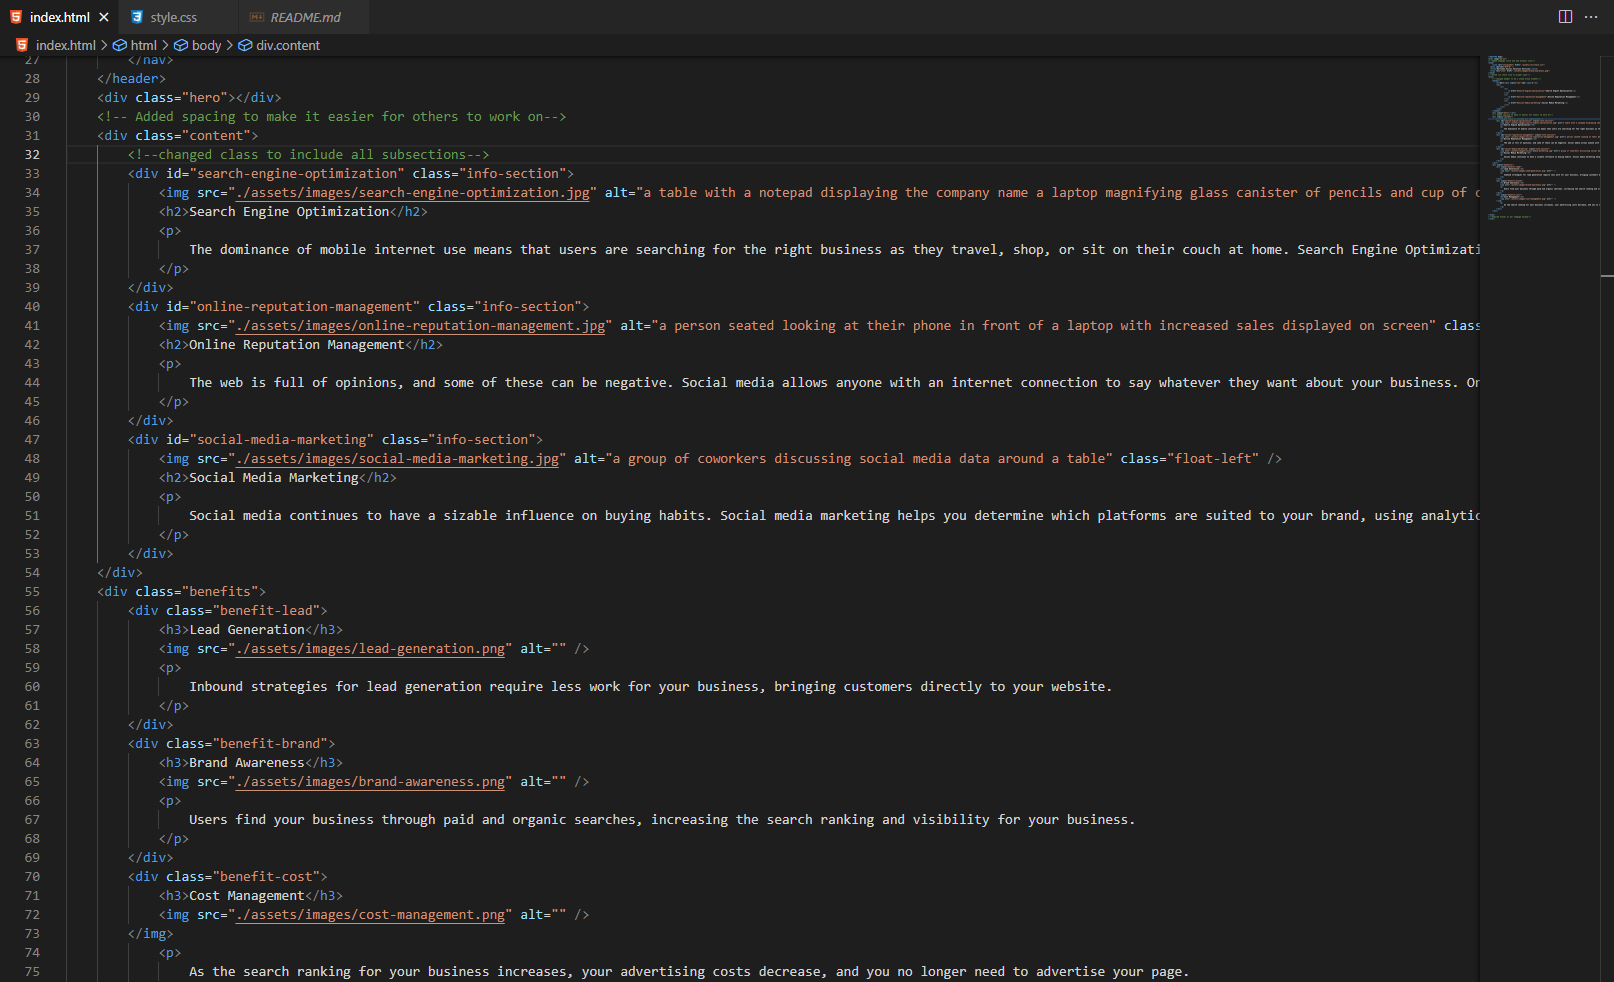 index.html
style.css
README.md
index.html > html > body > div.content
27 </nav>
28 </header>
29 <div class="hero"></div>
30 <!-- Added spacing to make it easier for others to work on-->
31 <div class="content">
32 <!--changed class to include all subsections-->
33 <div id="search-engine-optimization" class="info-section">
34 <img src="./assets/images/search-engine-optimization.jpg" alt="a table with a notepad displaying the company name a laptop magnifying glass canister of pencils and cup of c
35 <h2>Search Engine Optimization</h2>
36 <p>
37 The dominance of mobile internet use means that users are searching for the right business as they travel, shop, or sit on their couch at home. Search Engine Optimizati
38 </p>
39 </div>
40 <div id="online-reputation-management" class="info-section">
41 <img src="./assets/images/online-reputation-management.jpg" alt="a person seated looking at their phone in front of a laptop with increased sales displayed on screen" class
42 <h2>Online Reputation Management</h2>
43 <p>
44 The web is full of opinions, and some of these can be negative. Social media allows anyone with an internet connection to say whatever they want about your business. On
45 </p>
46 </div>
47 <div id="social-media-marketing" class="info-section">
48 <img src="./assets/images/social-media-marketing.jpg" alt="a group of coworkers discussing social media data around a table" class="float-left" />
49 <h2>Social Media Marketing</h2>
50 <p>
51 Social media continues to have a sizable influence on buying habits. Social media marketing helps you determine which platforms are suited to your brand, using analytic
52 </p>
53 </div>
54 </div>
55 <div class="benefits">
56 <div class="benefit-lead">
57 <h3>Lead Generation</h3>
58 <img src="./assets/images/lead-generation.png" alt="" />
59 <p>
60 Inbound strategies for lead generation require less work for your business, bringing customers directly to your website.
61 </p>
62 </div>
63 <div class="benefit-brand">
64 <h3>Brand Awareness</h3>
65 <img src="./assets/images/brand-awareness.png" alt="" />
66 <p>
67 Users find your business through paid and organic searches, increasing the search ranking and visibility for your business.
68 </p>
69 </div>
70 <div class="benefit-cost">
71 <h3>Cost Management</h3>
72 <img src="./assets/images/cost-management.png" alt="" />
73 </img>
74 <p>
75 As the search ranking for your business increases, your advertising costs decrease, and you no longer need to advertise your page.